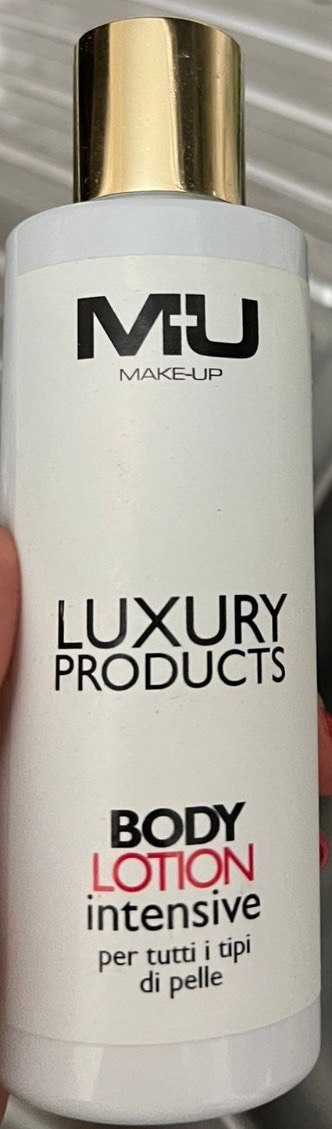 M+U
MAKE-UP
LUXURY
PRODUCTS
BODY
LOTION
intensive
per tutti i tipi
di pelle